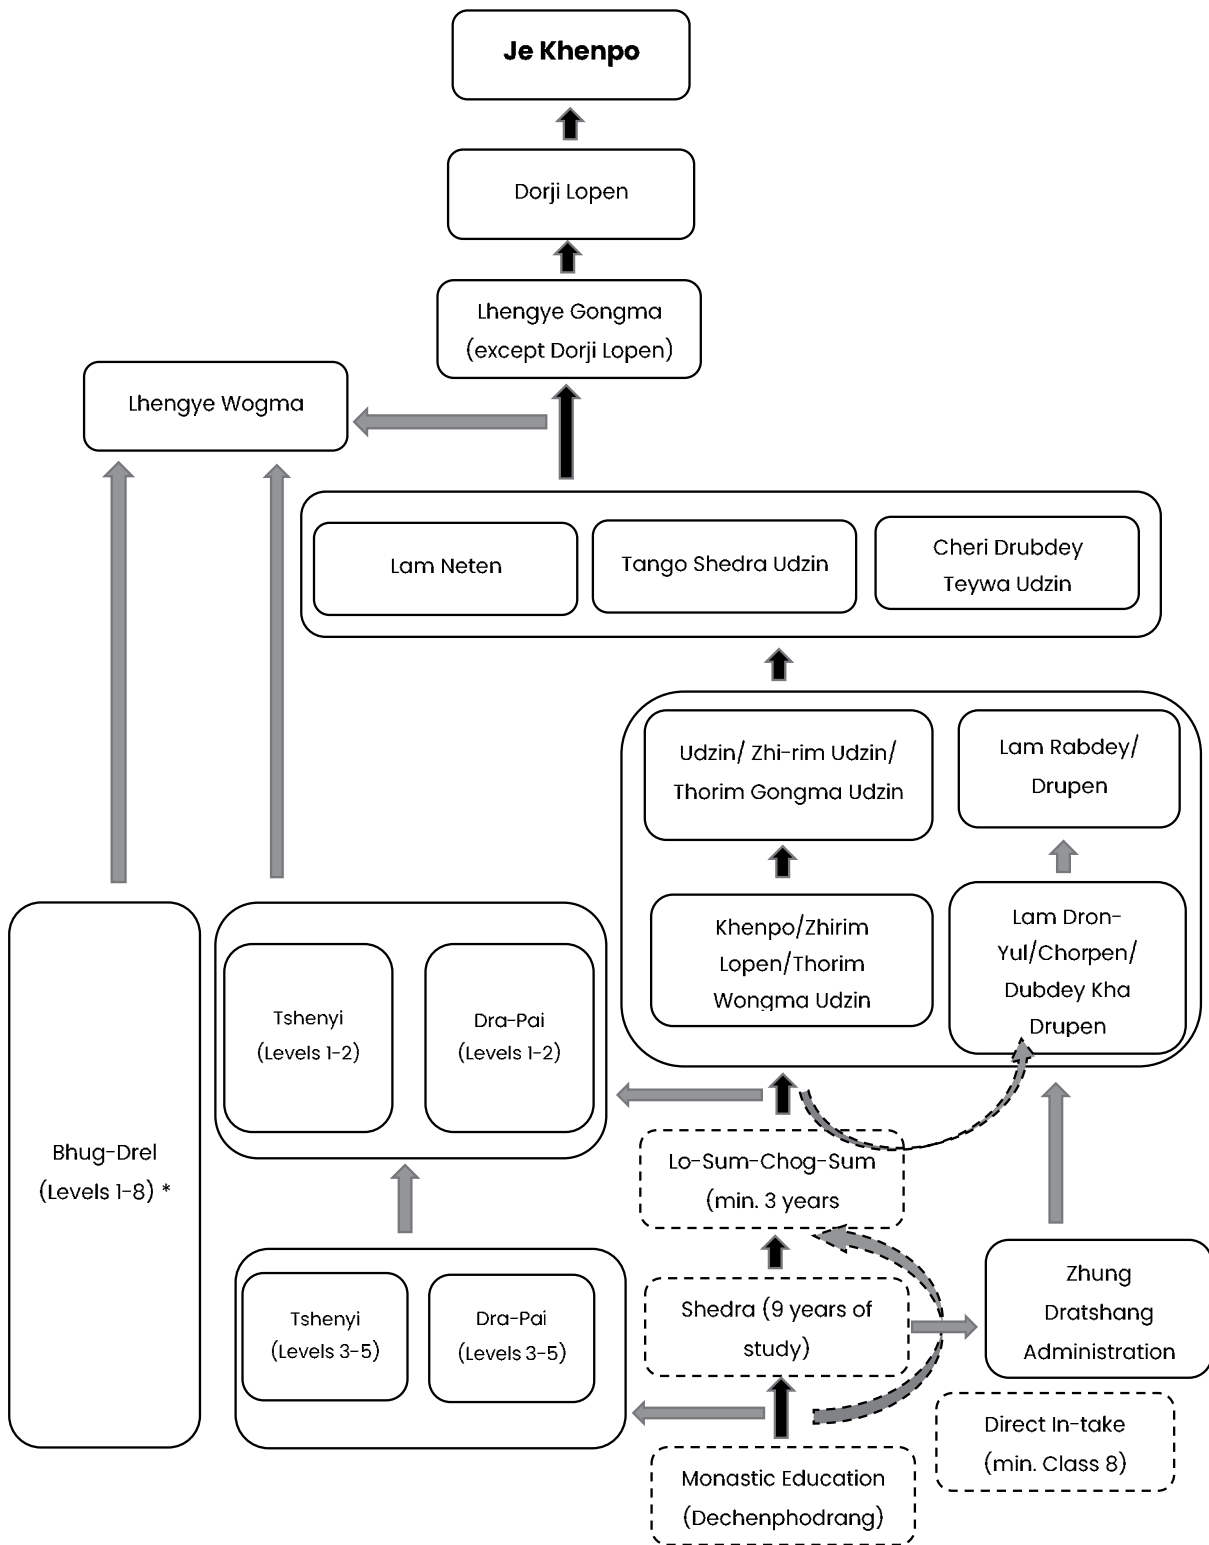 Je Khenpo
Dorji Lopen
Lhengye Gongma
(except Dorji Lopen)
Lhengye Wogma
Lam Neten
Tango Shedra Udzin
Cheri Drubdey
Teywa Udzin
Udzin/ Zhi-rim Udzin/
Thorim Gongma Udzin
Lam Rabdey/
Drupen
Khenpo/Zhirim
Lopen/Thorim
Wongma Udzin
Lam Dron-
Yul/Chorpen/
Dubdey Kha
Drupen
Tshenyi
(Levels 1-2)
Dra-Pai
(Levels 1-2)
Bhug-Drel
(Levels 1-8) *
Lo-Sum-Chog-Sum
(min. 3 years
Tshenyi
(Levels 3-5)
Dra-Pai
(Levels 3-5)
Shedra (9 years of
study)
Zhung
Dratshang
Administration
Monastic Education
(Dechenphodrang)
Direct In-take
(min. Class 8)